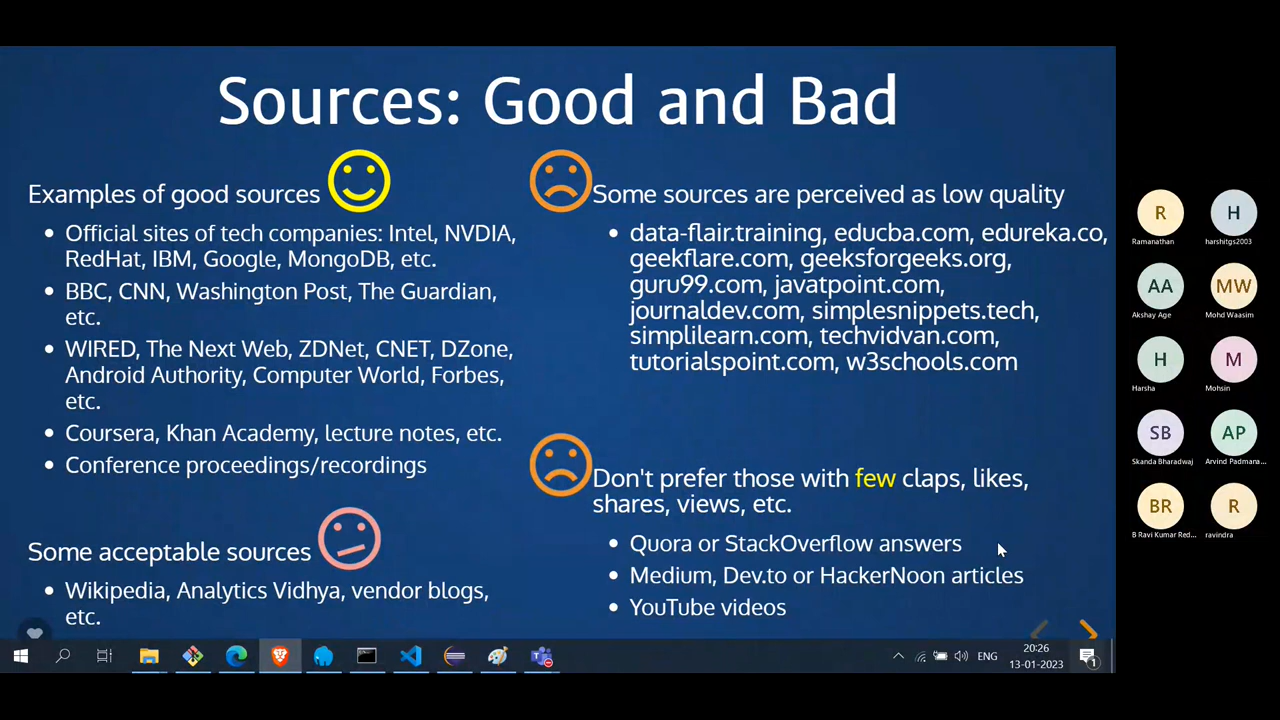 Sources: Good and Bad
Examples of good sources
Official sites of tech companies: Intel, NVDIA,
RedHat, IBM, Google, MongoDB, etc.
BBC, CNN, Washington Post, The Guardian,
etc.
WIRED, The Next Web, ZDNet, CNET, DZone,
Android Authority, Computer World, Forbes,
etc.
Coursera, Khan Academy, lecture notes, etc.
Conference proceedings/recordings
Some acceptable sources
Wikipedia, Analytics Vidhya, vendor blogs,
etc.
Some sources are perceived as low quality
data-flair.training, educba.com, edureka.co,
geekflare.com, geeksforgeeks.org,
guru99.com, javatpoint.com,
journaldev.com, simplesnippets.tech,
simplilearn.com, techvidvan.com,
tutorialspoint.com, w3schools.com
Don't prefer those with few claps, likes,
shares, views, etc.
Quora or StackOverflow answers
Medium, Dev.to or HackerNoon articles
YouTube videos
R
Ramanathan
H
harshitgs2003
AA
Akshay Age
MW
Mohd Waasim
H
Harsha
M
Mohsin
SB
Skanda Bharadwaj
AP
Arvind Padmana...
BR
B Ravi Kumar Red...
R
ravindra
ENG
20:26
13-01-2023
1